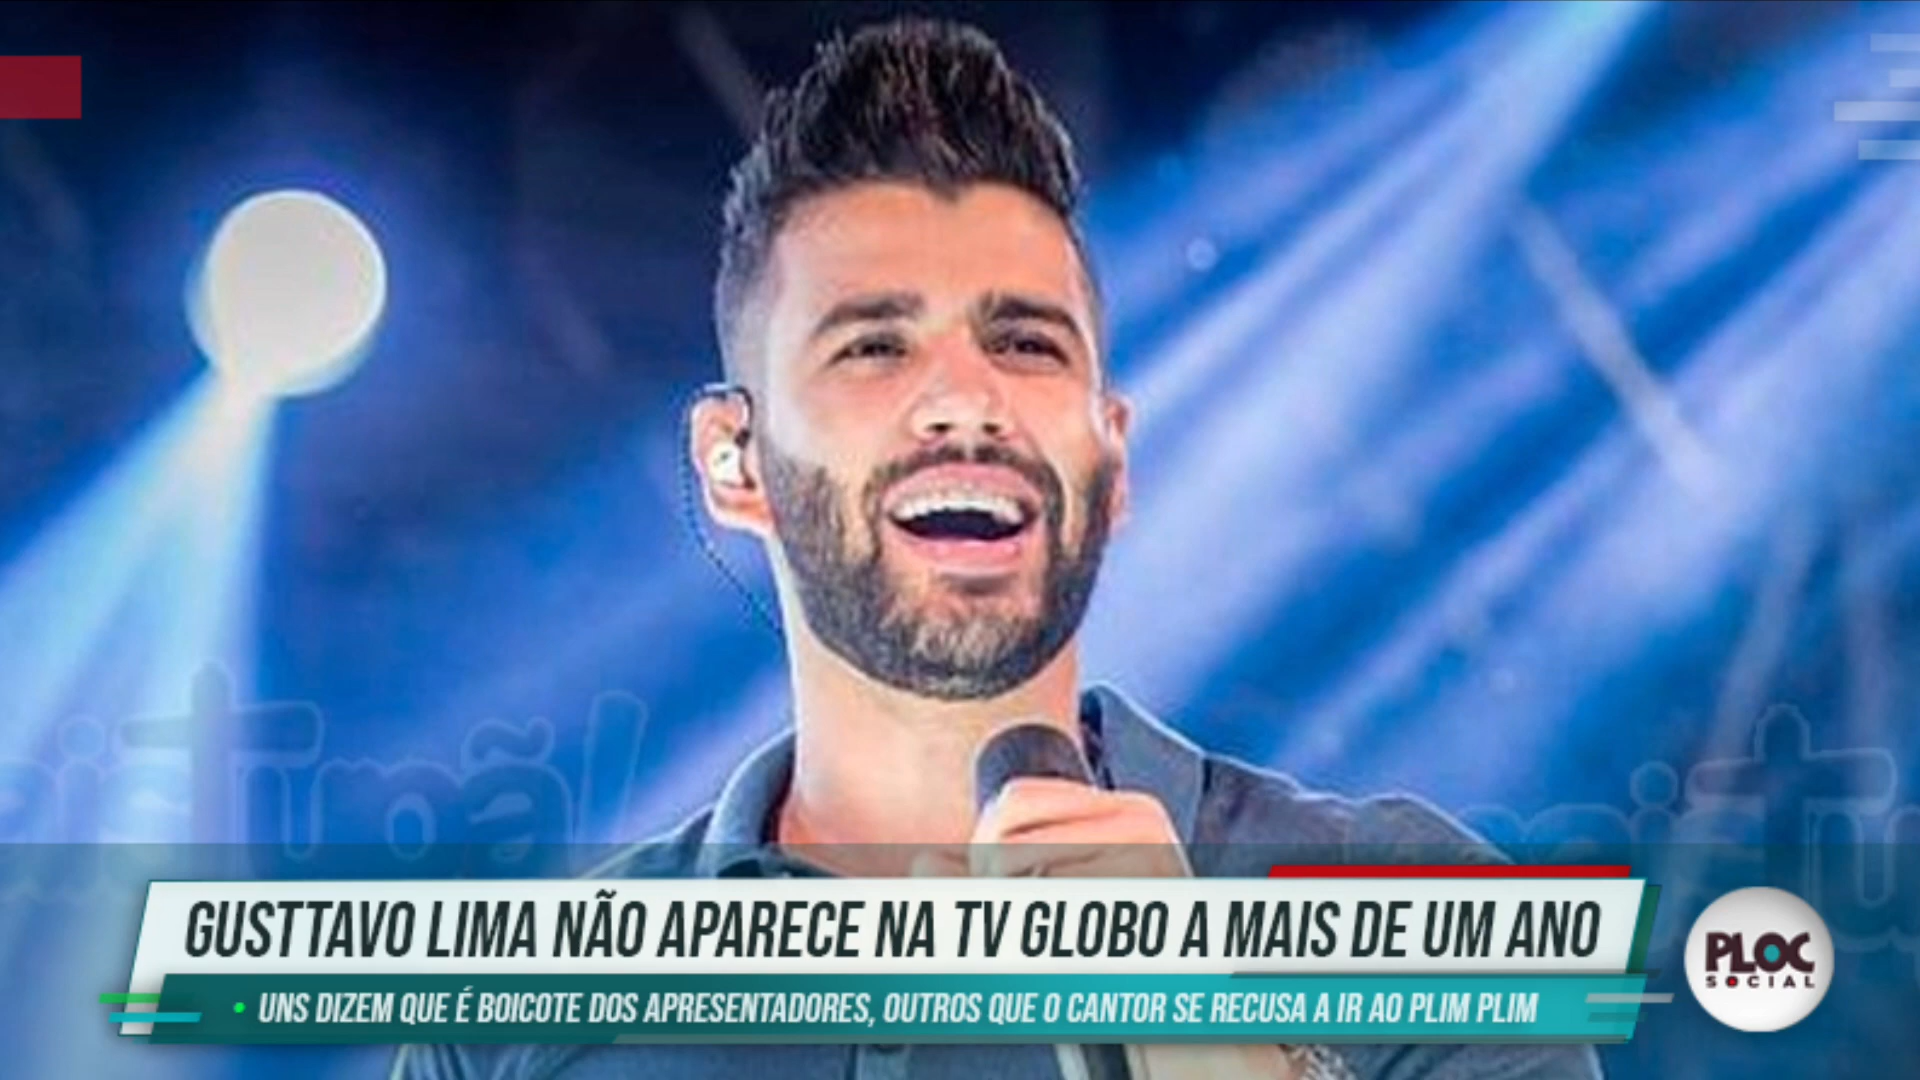 GUSTTAVO LIMA NÃO APARECE NA TV GLOBO A MAIS DE UM ANO
• UNS DIZEM QUE É BOICOTE DOS APRESENTADORES, OUTROS QUE O CANTOR SE RECUSA A IR AO PLIM PLIM
PLOC
SOCIAL